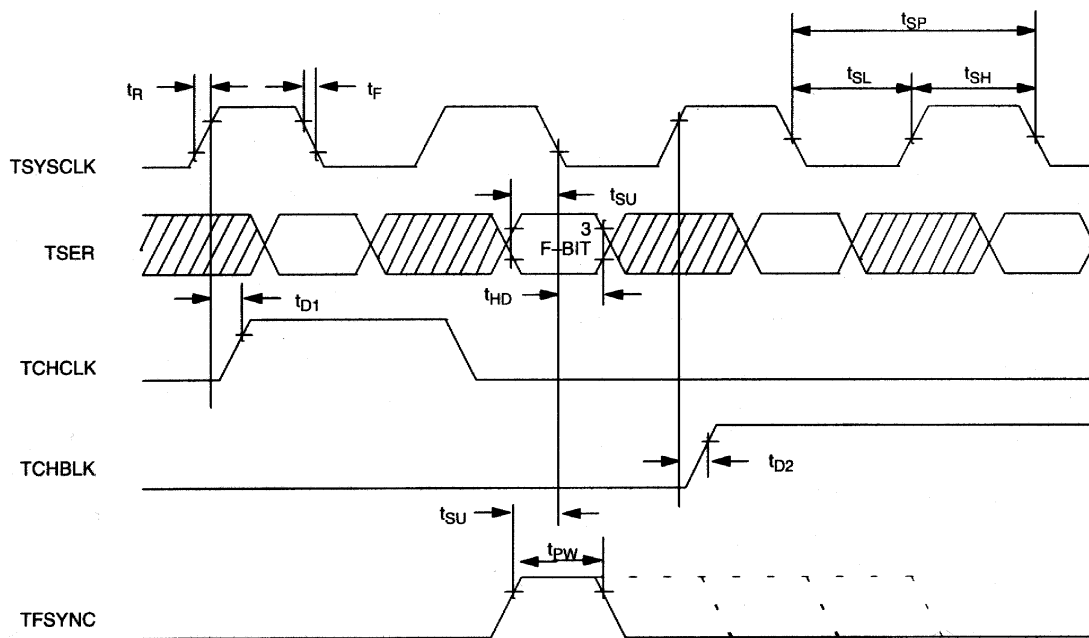 tSP
tSL tSH
tR tF
TSYSCLK
tSU
3
TSER F-BIT
tHD
tD1
TCHCLK
TCHBLK tD2
tSU
tPW
TFSYNC